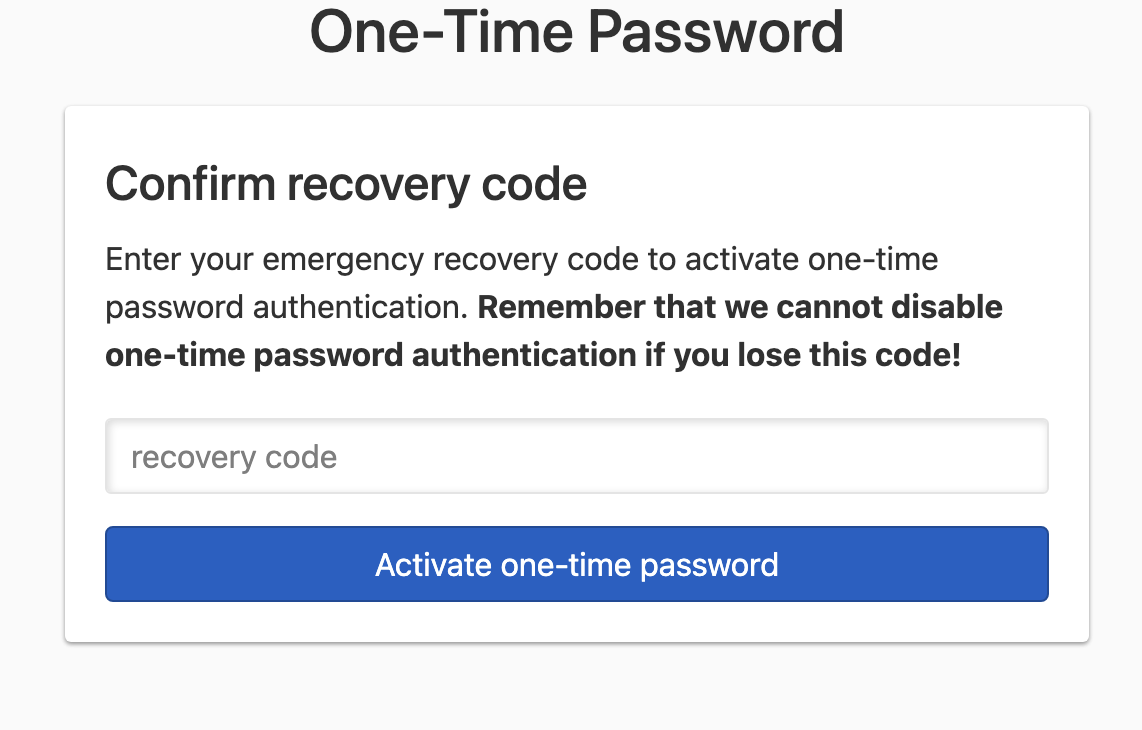 One-Time Password
Confirm recovery code
Enter your emergency recovery code to activate one-time
password authentication. Remember that we cannot disable
one-time password authentication if you lose this code!
recovery code
Activate one-time password